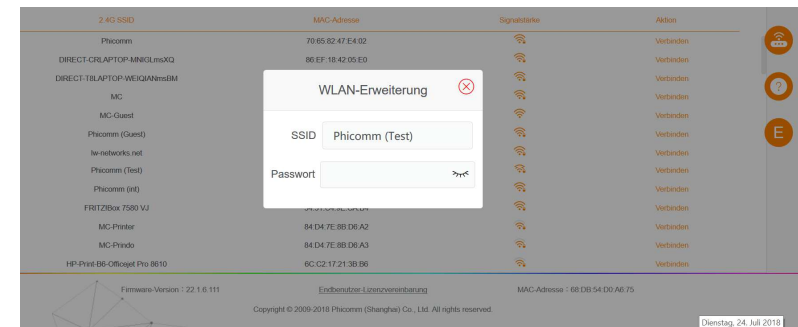 2.4G SSID MAC-Adresse Signalstärke Aktion
Phicomm 70:65:82:47:E4:02 Verbinden
DIRECT-CRLAPTOP-MNIGLmsXQ 86:EF:18:42:05:E0 Verbinden
DIRECT-T8LAPTOP-WEIQIANmsBM Verbinden
MC Verbinden
MC-Guest Verbinden
Phicomm (Guest) Verbinden
lw-networks.net Verbinden
Phicomm (Test) Verbinden
Phicomm (int) Verbinden
FRITZ!Box 7580 VJ Verbinden
MC-Printer 84:D4:7E:8B:D6:A2 Verbinden
MC-Prindo 84:D4:7E:8B:D6:A3 Verbinden
HP-Print-B6-Officejet Pro 8610 6C:C2:17:21:3B:B6 Verbinden
WLAN-Erweiterung
SSID Phicomm (Test)
Passwort
E
Firmware-Version : 22.1.6.111 Endbenutzer-Lizenzvereinbarung MAC-Adresse : 68:DB:54:D0:A6:75
Copyright © 2009-2018 Phicomm (Shanghai) Co., Ltd. All rights reserved.
Dienstag, 24. Juli 2018